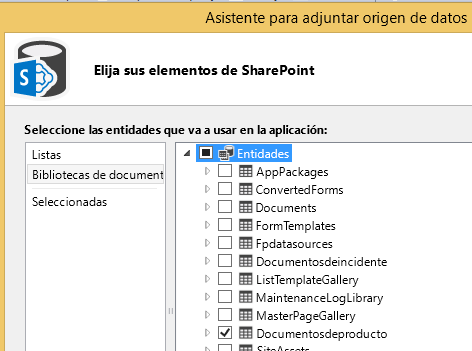 Asistente para adjuntar origen de datos
Elija sus elementos de SharePoint
Seleccione las entidades que va a usar en la aplicación:
Listas
Bibliotecas de document
Seleccionadas
Entidades
AppPackages
ConvertedForms
Documents
FormTemplates
Fpdatasources
Documentosdeincidente
ListTemplateGallery
MaintenanceLogLibrary
MasterPageGallery
Documentosdeproducto
SiteAssets